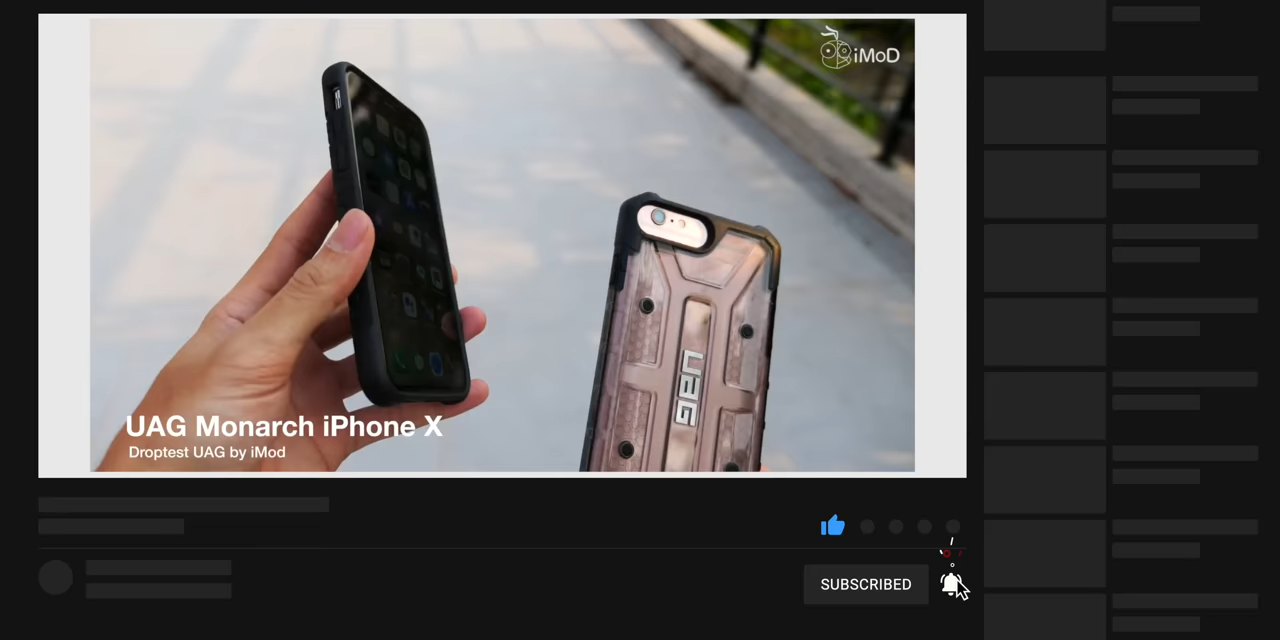 iMoD
UAG
UAG Monarch iPhone X
Droptest UAG by iMod
SUBSCRIBED